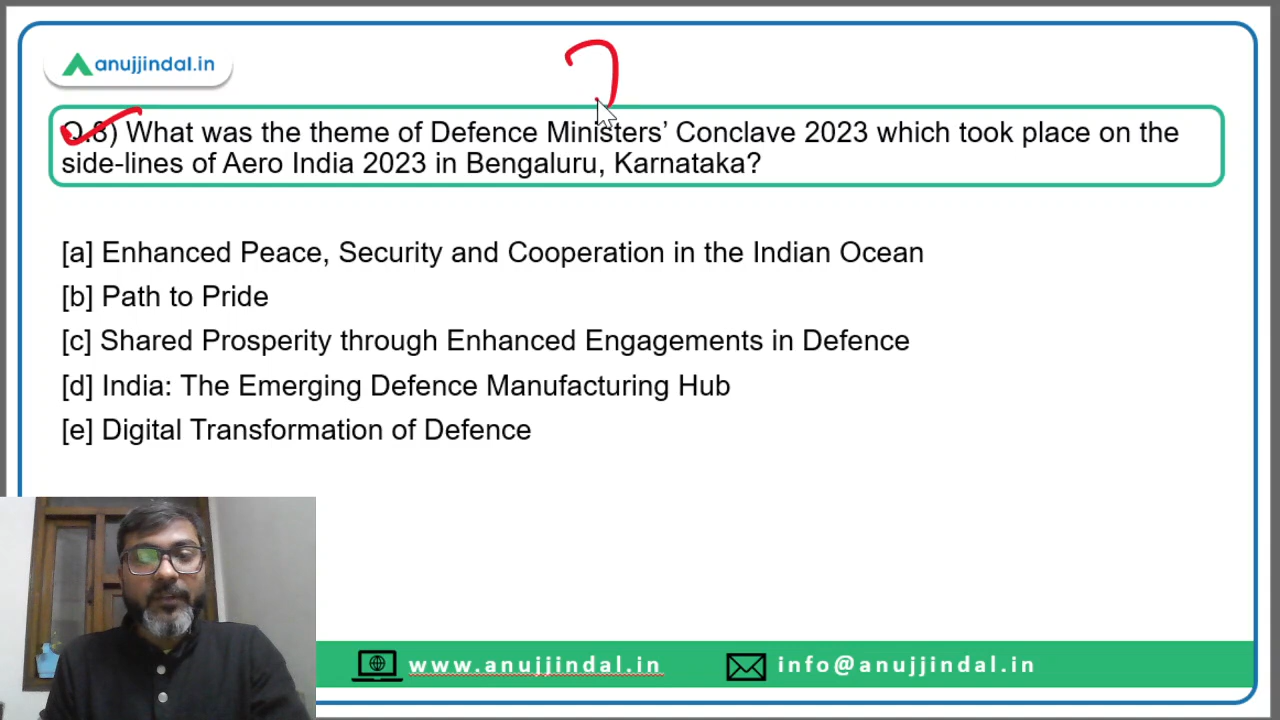 anujjindal.in
Q.8) What was the theme of Defence Ministers’ Conclave 2023 which took place on the
side-lines of Aero India 2023 in Bengaluru, Karnataka?
[a] Enhanced Peace, Security and Cooperation in the Indian Ocean
[b] Path to Pride
[c] Shared Prosperity through Enhanced Engagements in Defence
[d] India: The Emerging Defence Manufacturing Hub
[e] Digital Transformation of Defence
www.anujjindal.in
info@anujjindal.in